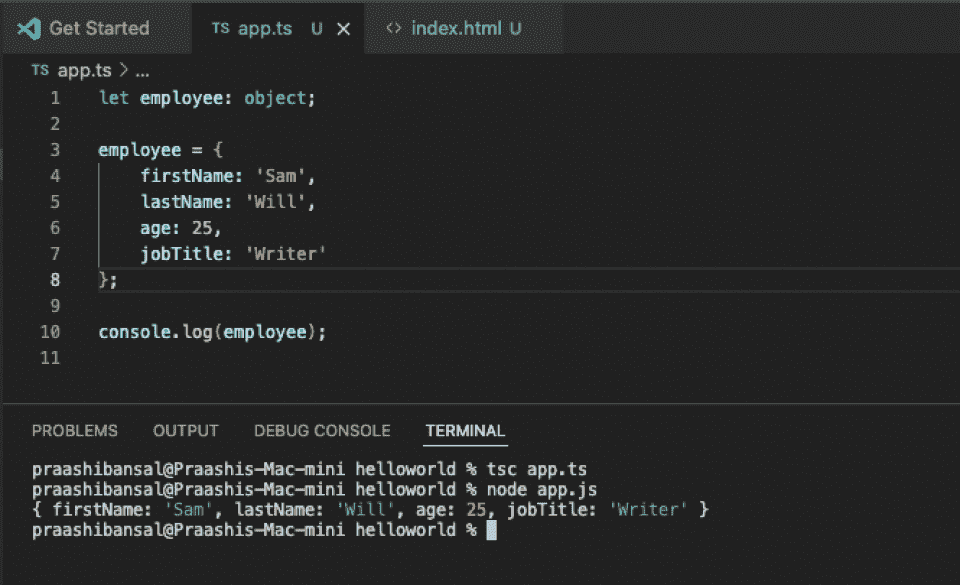 Get Started TS app.ts U × <> index.html U
TS app.ts > ...
1 let employee: object;
2
3 employee = {
4 firstName: 'Sam',
5 lastName: 'Will',
6 age: 25,
7 jobTitle: 'Writer'
8 };
9
10 console.log(employee);
11
PROBLEMS OUTPUT DEBUG CONSOLE TERMINAL
praashibansal@Praashis-Mac-mini helloworld % tsc app.ts
praashibansal@Praashis-Mac-mini helloworld % node app.js
{ firstName: 'Sam', lastName: 'Will', age: 25, jobTitle: 'Writer' }
praashibansal@Praashis-Mac-mini helloworld %